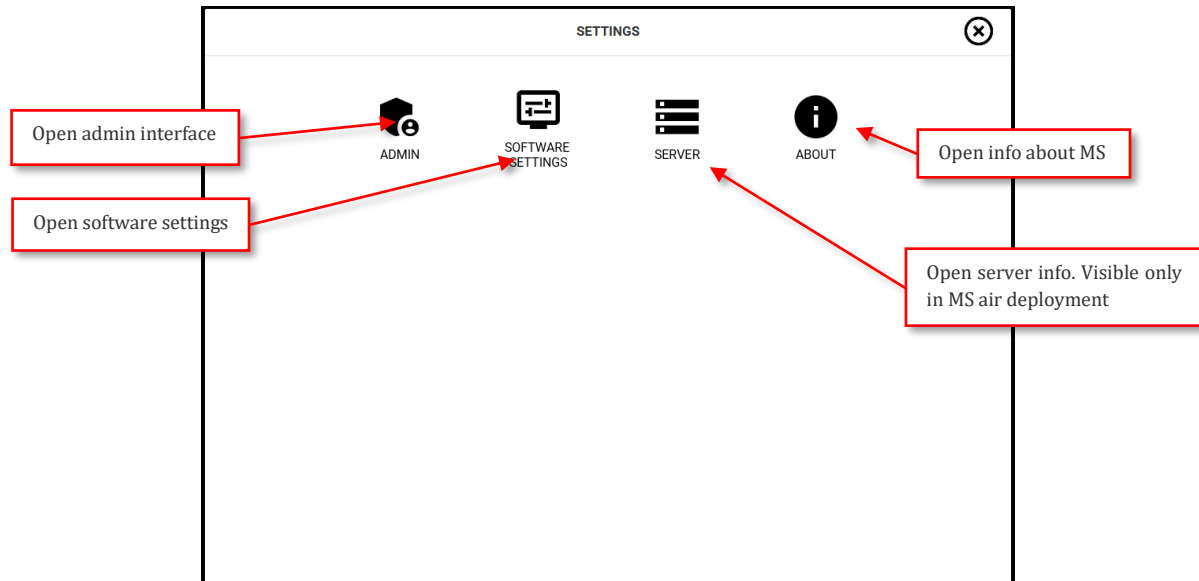 SETTINGS
Open admin interface
ADMIN
SOFTWARE
SETTINGS
SERVER
ABOUT
Open info about MS
Open software settings
Open server info. Visible only
in MS air deployment